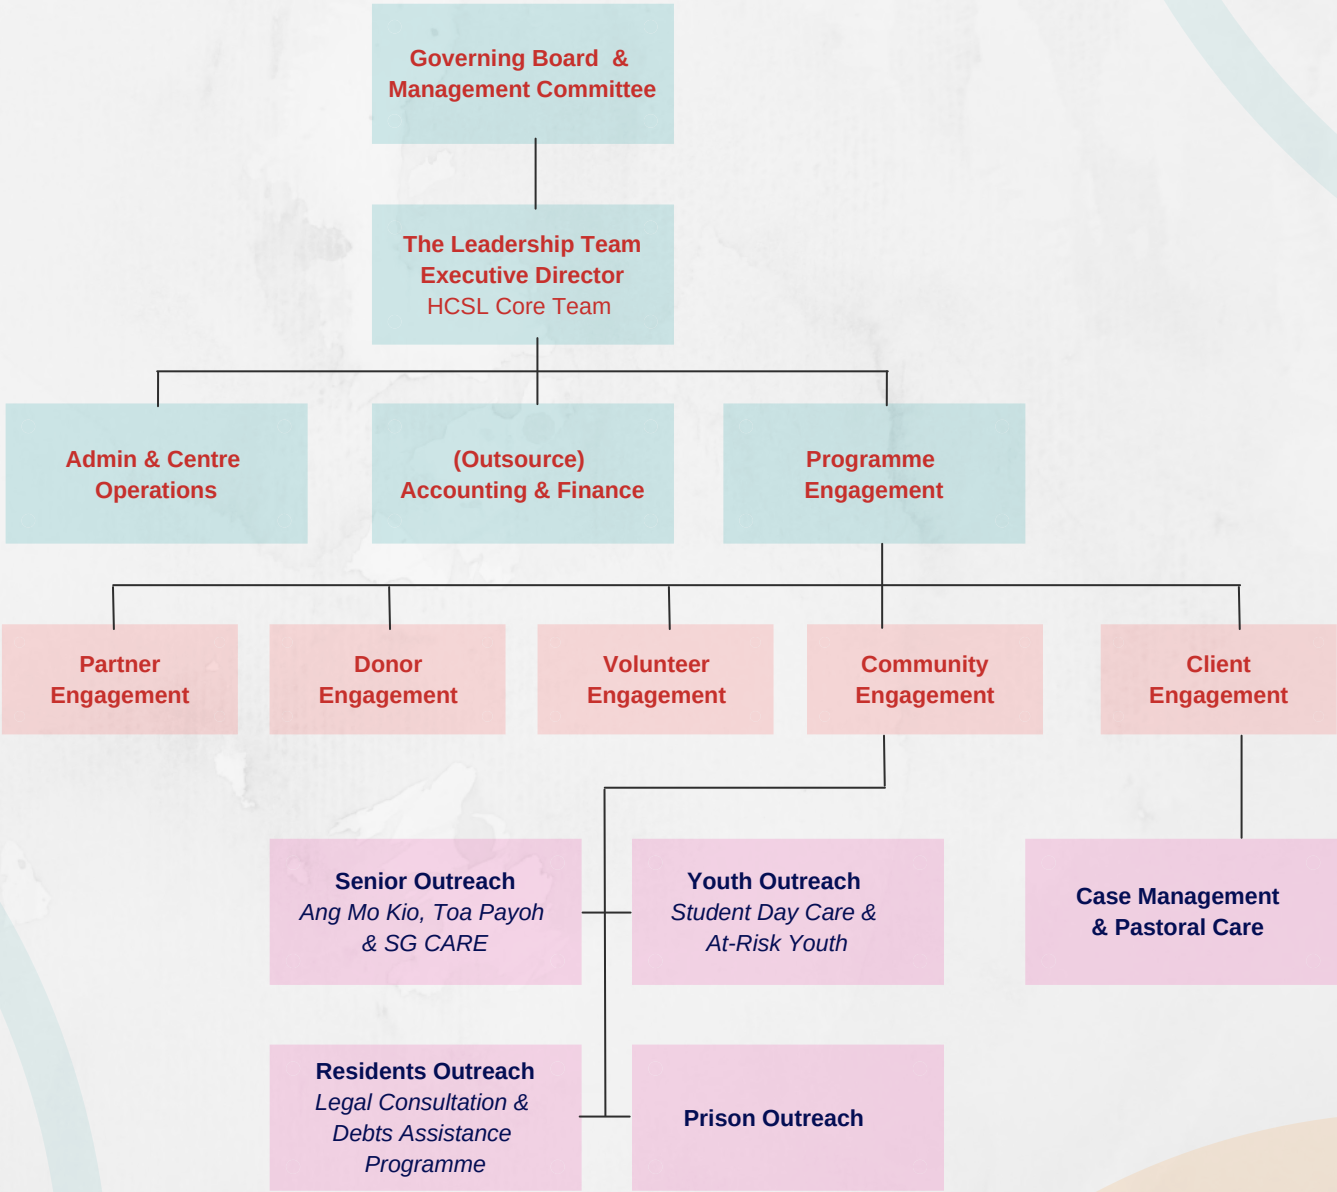 Governing Board &
Management Committee
The Leadership Team
Executive Director
HCSL Core Team
Admin & Centre
Operations
(Outsource)
Accounting & Finance
Programme
Engagement
Partner
Engagement
Donor
Engagement
Volunteer
Engagement
Community
Engagement
Client
Engagement
Senior Outreach
Ang Mo Kio, Toa Payoh
& SG CARE
Youth Outreach
Student Day Care &
At-Risk Youth
Case Management
& Pastoral Care
Residents Outreach
Legal Consultation &
Debts Assistance
Programme
Prison Outreach